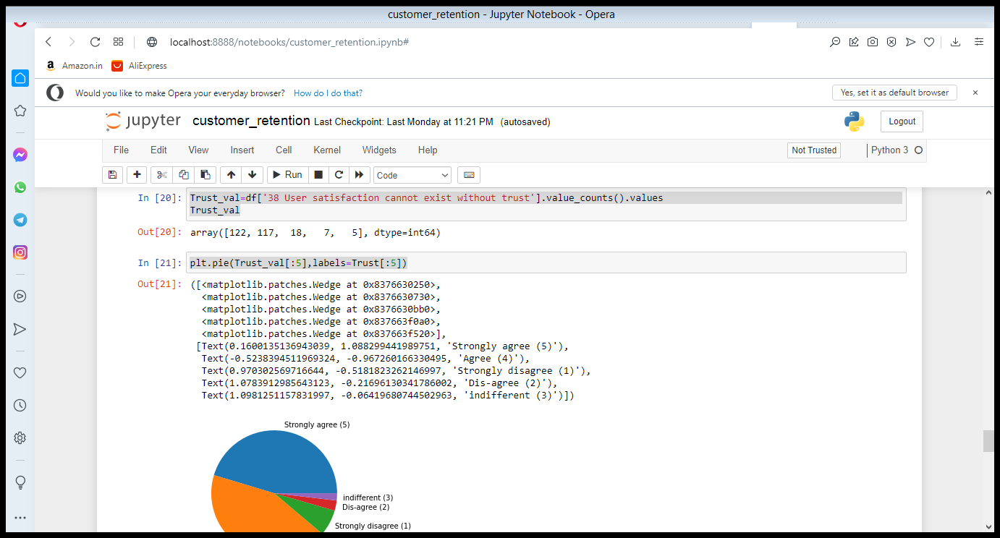 customer_retention - Jupyter Notebook - Opera
localhost:8888/notebooks/customer_retention.ipynb#
a Amazon.in AliExpress
Would you like to make Opera your everyday browser? How do I do that? Yes, set it as default browser ×
jupyter customer_retention Last Checkpoint: Last Monday at 11:21 PM (autosaved) Logout
File Edit View Insert Cell Kernel Widgets Help Not Trusted Python 3
Run Code
In [20]: Trust_val=df['38 User satisfaction cannot exist without trust'].value_counts().values
Trust_val
Out[20]: array([122, 117,  18,   7,   5], dtype=int64)
In [21]: plt.pie(Trust_val[:5],labels=Trust[:5])
Out[21]: ([<matplotlib.patches.Wedge at 0x8376630250>,
<matplotlib.patches.Wedge at 0x8376630730>,
<matplotlib.patches.Wedge at 0x8376630bb0>,
<matplotlib.patches.Wedge at 0x837663f0a0>,
<matplotlib.patches.Wedge at 0x837663f520>],
[Text(0.1600135136943039, 1.088299441989751, 'Strongly agree (5)'),
Text(-0.5238394511969324, -0.967260166330495, 'Agree (4)'),
Text(0.970302569716644, -0.5181823262146997, 'Strongly disagree (1)'),
Text(1.0783912985643123, -0.21696130341786002, 'Dis-agree (2)'),
Text(1.0981251157831997, -0.06419680744502963, 'indifferent (3)')])
Strongly agree (5)
indifferent (3)
Dis-agree (2)
Strongly disagree (1)